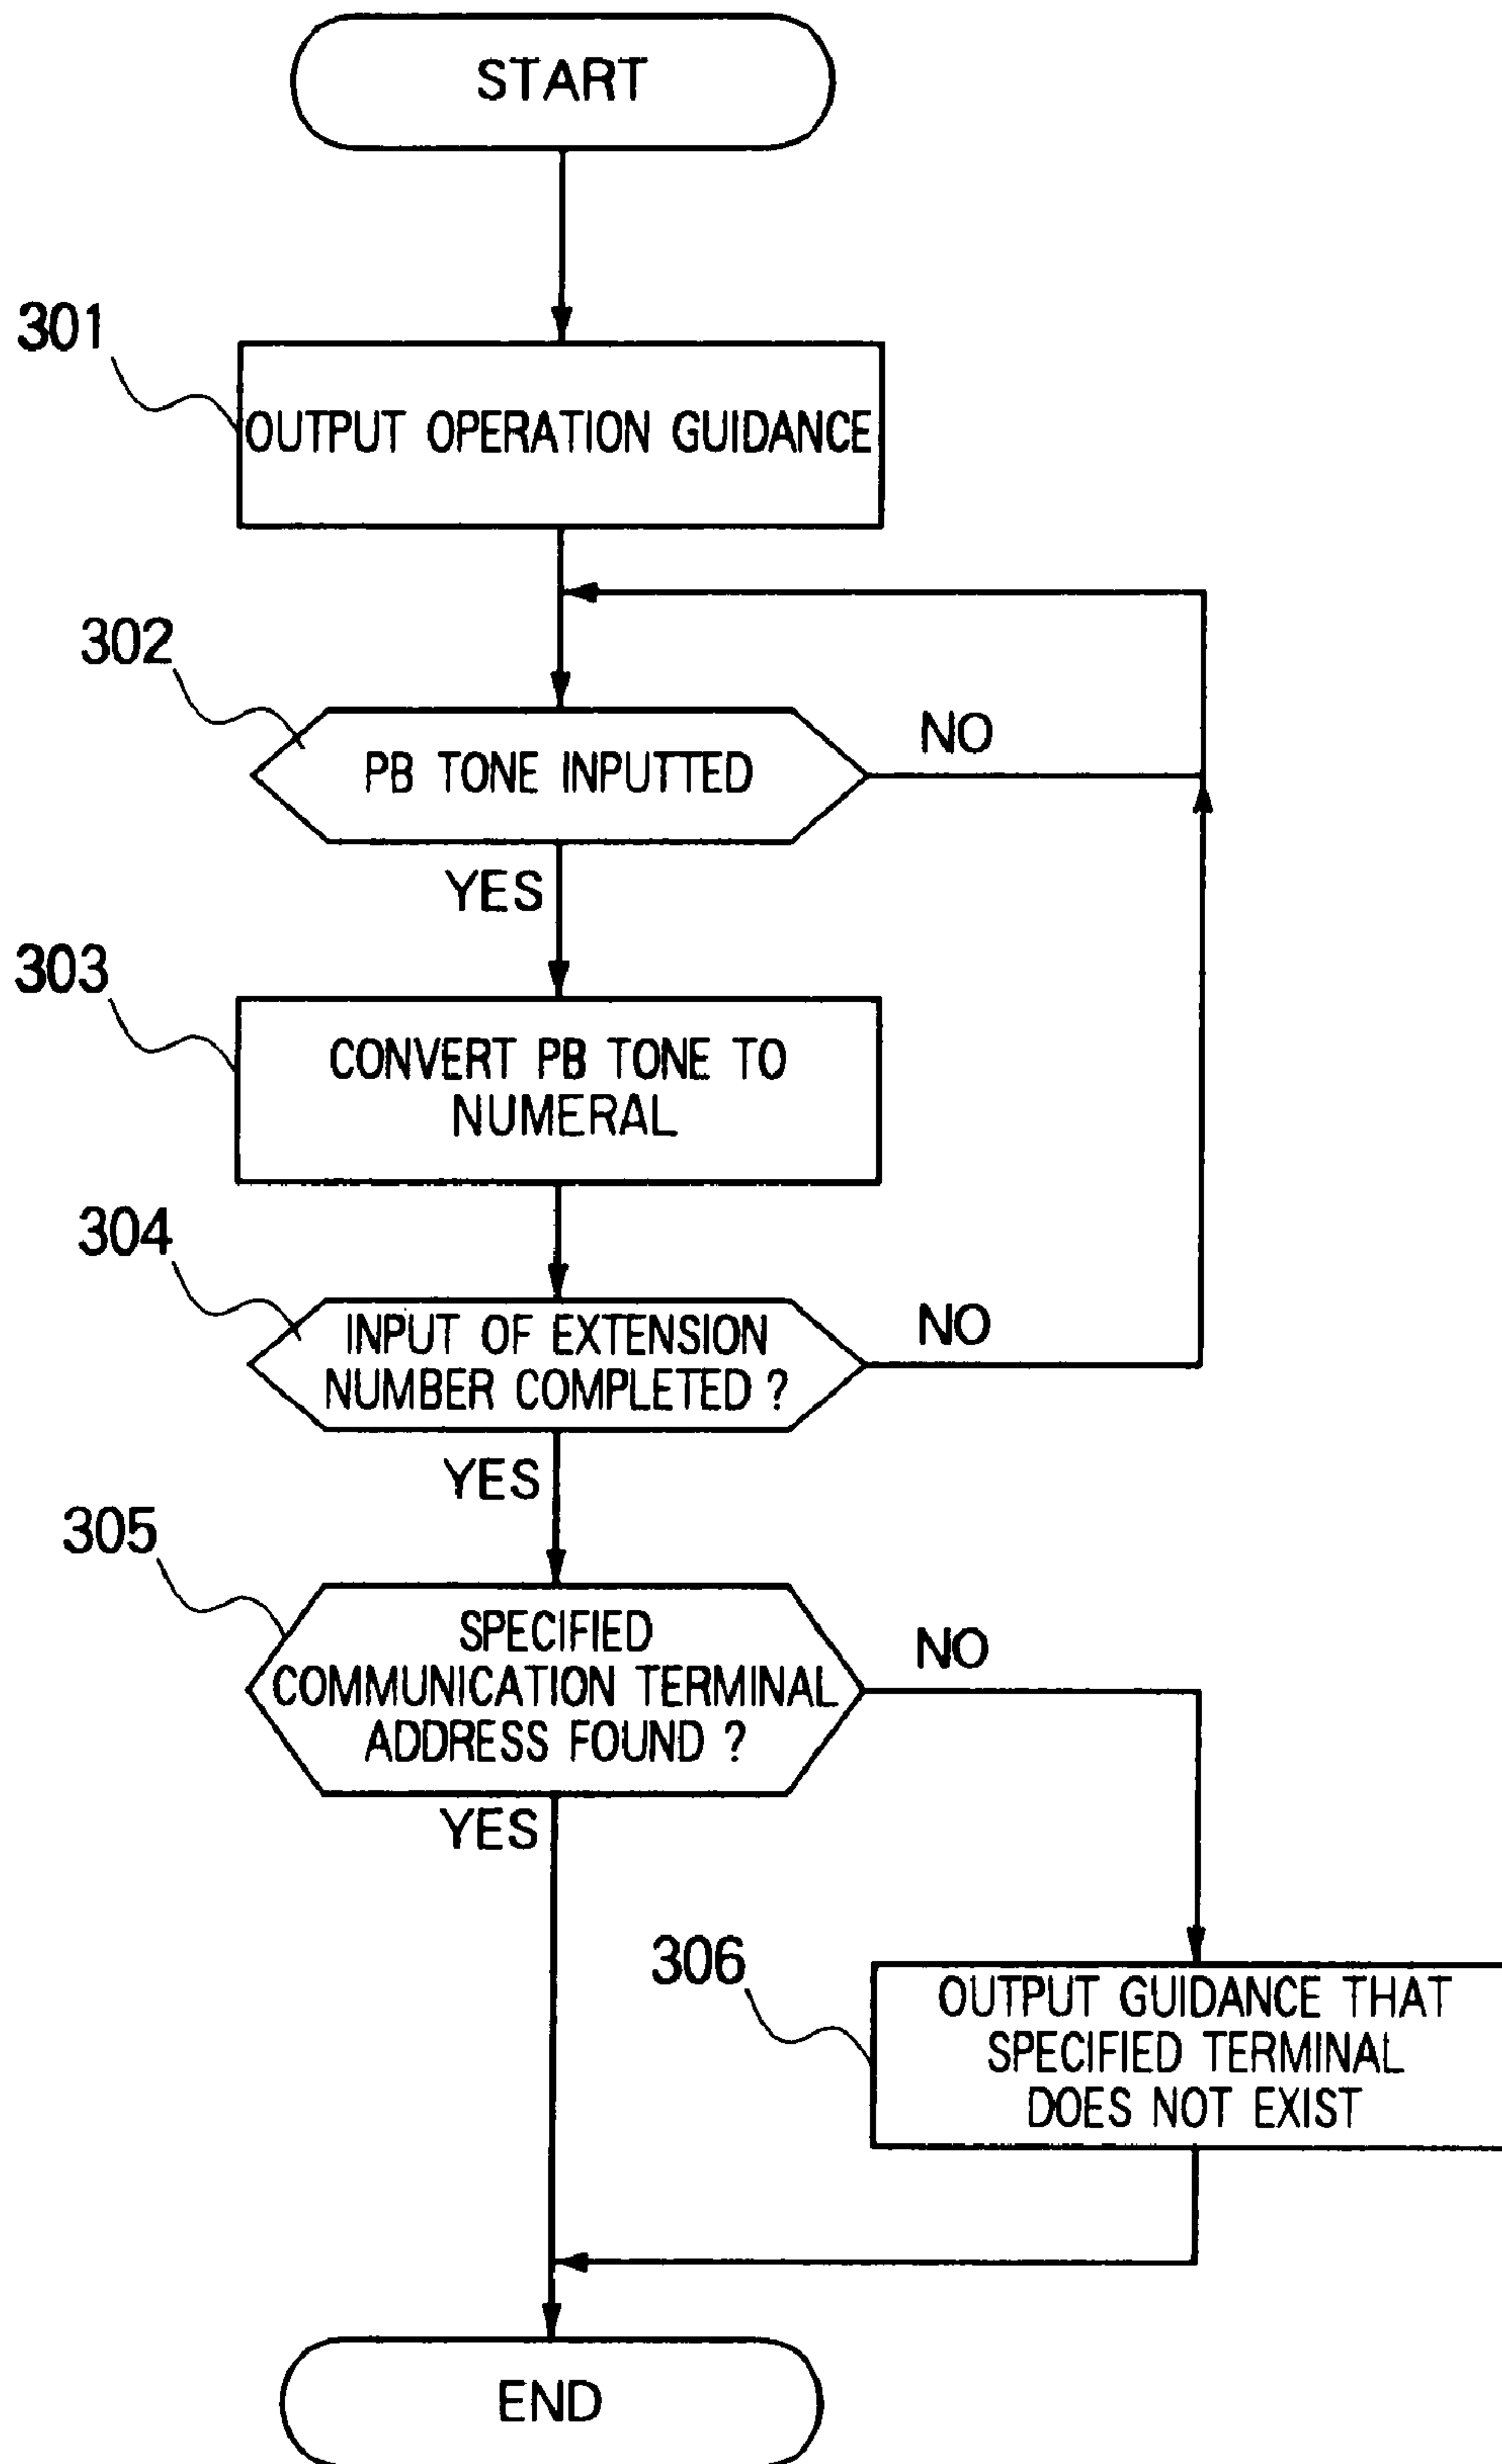 START
301
OUTPUT OPERATION GUIDANCE
302
PB TONE INPUTTED
NO
YES
303
CONVERT PB TONE TO
NUMERAL
304
INPUT OF EXTENSION
NUMBER COMPLETED ?
NO
YES
305
SPECIFIED
COMMUNICATION TERMINAL
ADDRESS FOUND ?
NO
YES
306
OUTPUT GUIDANCE THAT
SPECIFIED TERMINAL
DOES NOT EXIST
END